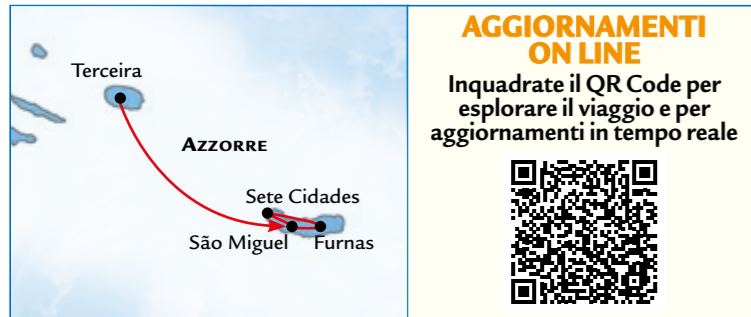 Terceira
AZZORRE
Sete Cidades
São Miguel
Furnas
AGGIORNAMENTI
ON LINE
Inquadrate il QR Code per
esplorare il viaggio e per
aggiornamenti in tempo reale